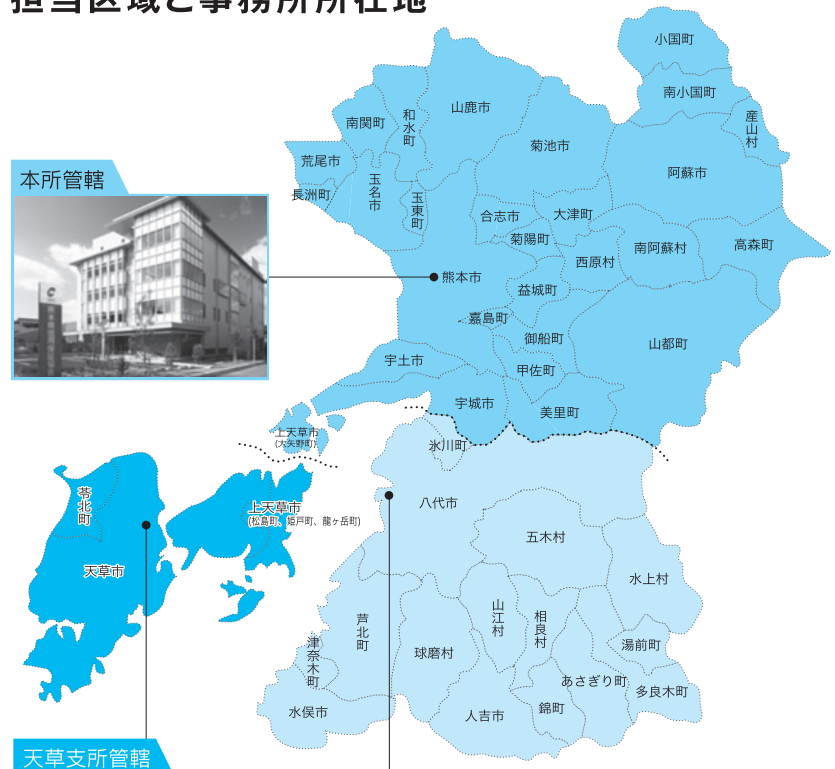 担当区域と事務所所在地
小国町
南小国町
産山村
山鹿市
和水町
南関町
菊池市
荒尾市
阿蘇市
玉名市
長洲町
玉東町
本所管轄
合志市
大津町
菊陽町
西原村
南阿蘇村
高森町
熊本市
益城町
嘉島町
御船町
山都町
宇土市
甲佐町
宇城市
美里町
上天草市
(大矢野町)
氷川町
苓北町
上天草市
(松島町、姫戸町、龍ヶ岳町)
八代市
五木村
天草市
水上村
山江村
相良村
芦北町
津奈木町
球磨村
湯前町
あさぎり町
多良木町
水俣市
人吉市
錦町
天草支所管轄